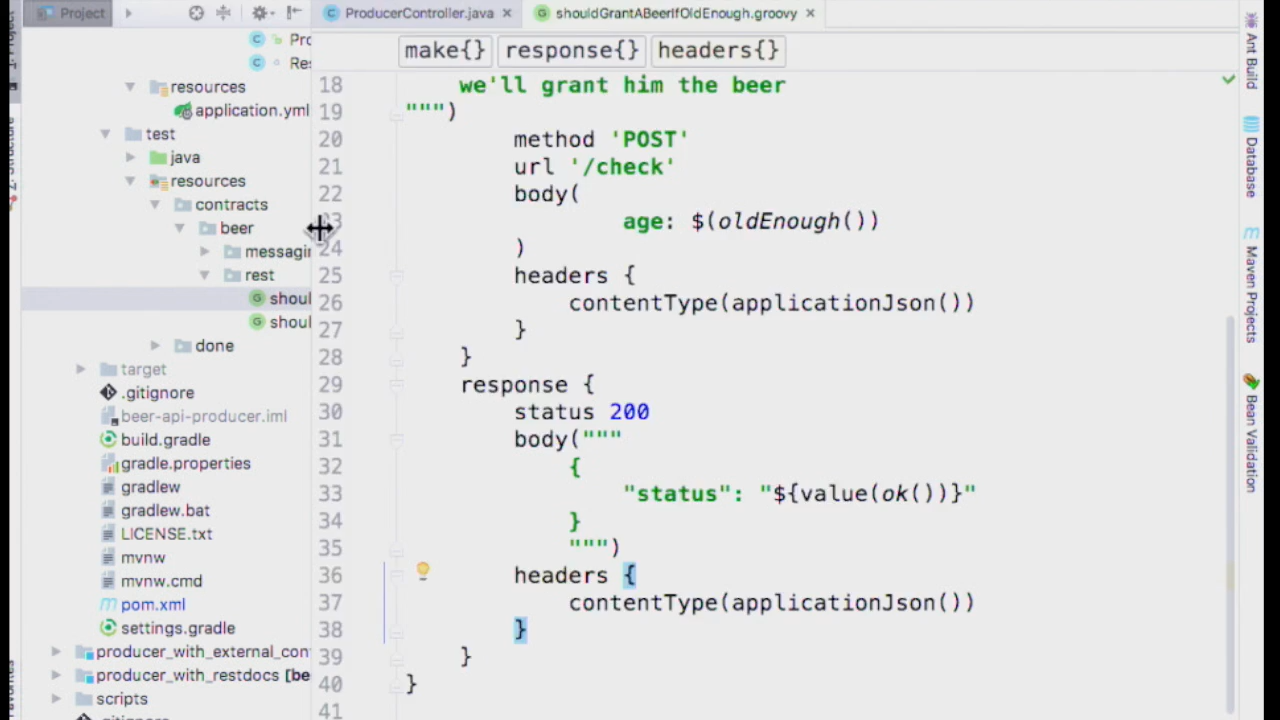 Project
ProducerController.java
shouldGrantABeerIfOldEnough.groovy
make{}
response{}
headers{}
resources
application.yml
test
java
resources
contracts
beer
rest
done
target
.gitignore
beer-api-producer.iml
build.gradle
gradle.properties
gradlew
gradlew.bat
LICENSE.txt
mvnw
mvnw.cmd
pom.xml
settings.gradle
producer_with_external_con
producer_with_restdocs [be
scripts
.gitignore
18 we'll grant him the beer
19 """)
20 method 'POST'
21 url '/check'
22 body(
23 age: $(oldEnough())
24 )
25 headers {
26 contentType(applicationJson())
27 }
28 }
29 response {
30 status 200
31 body("""
32 {
33 "status": "${value(ok())}"
34 }
35 """)
36 headers {
37 contentType(applicationJson())
38 }
39 }
40 }
41
Ant Build
Database
Maven Projects
Bean Validation